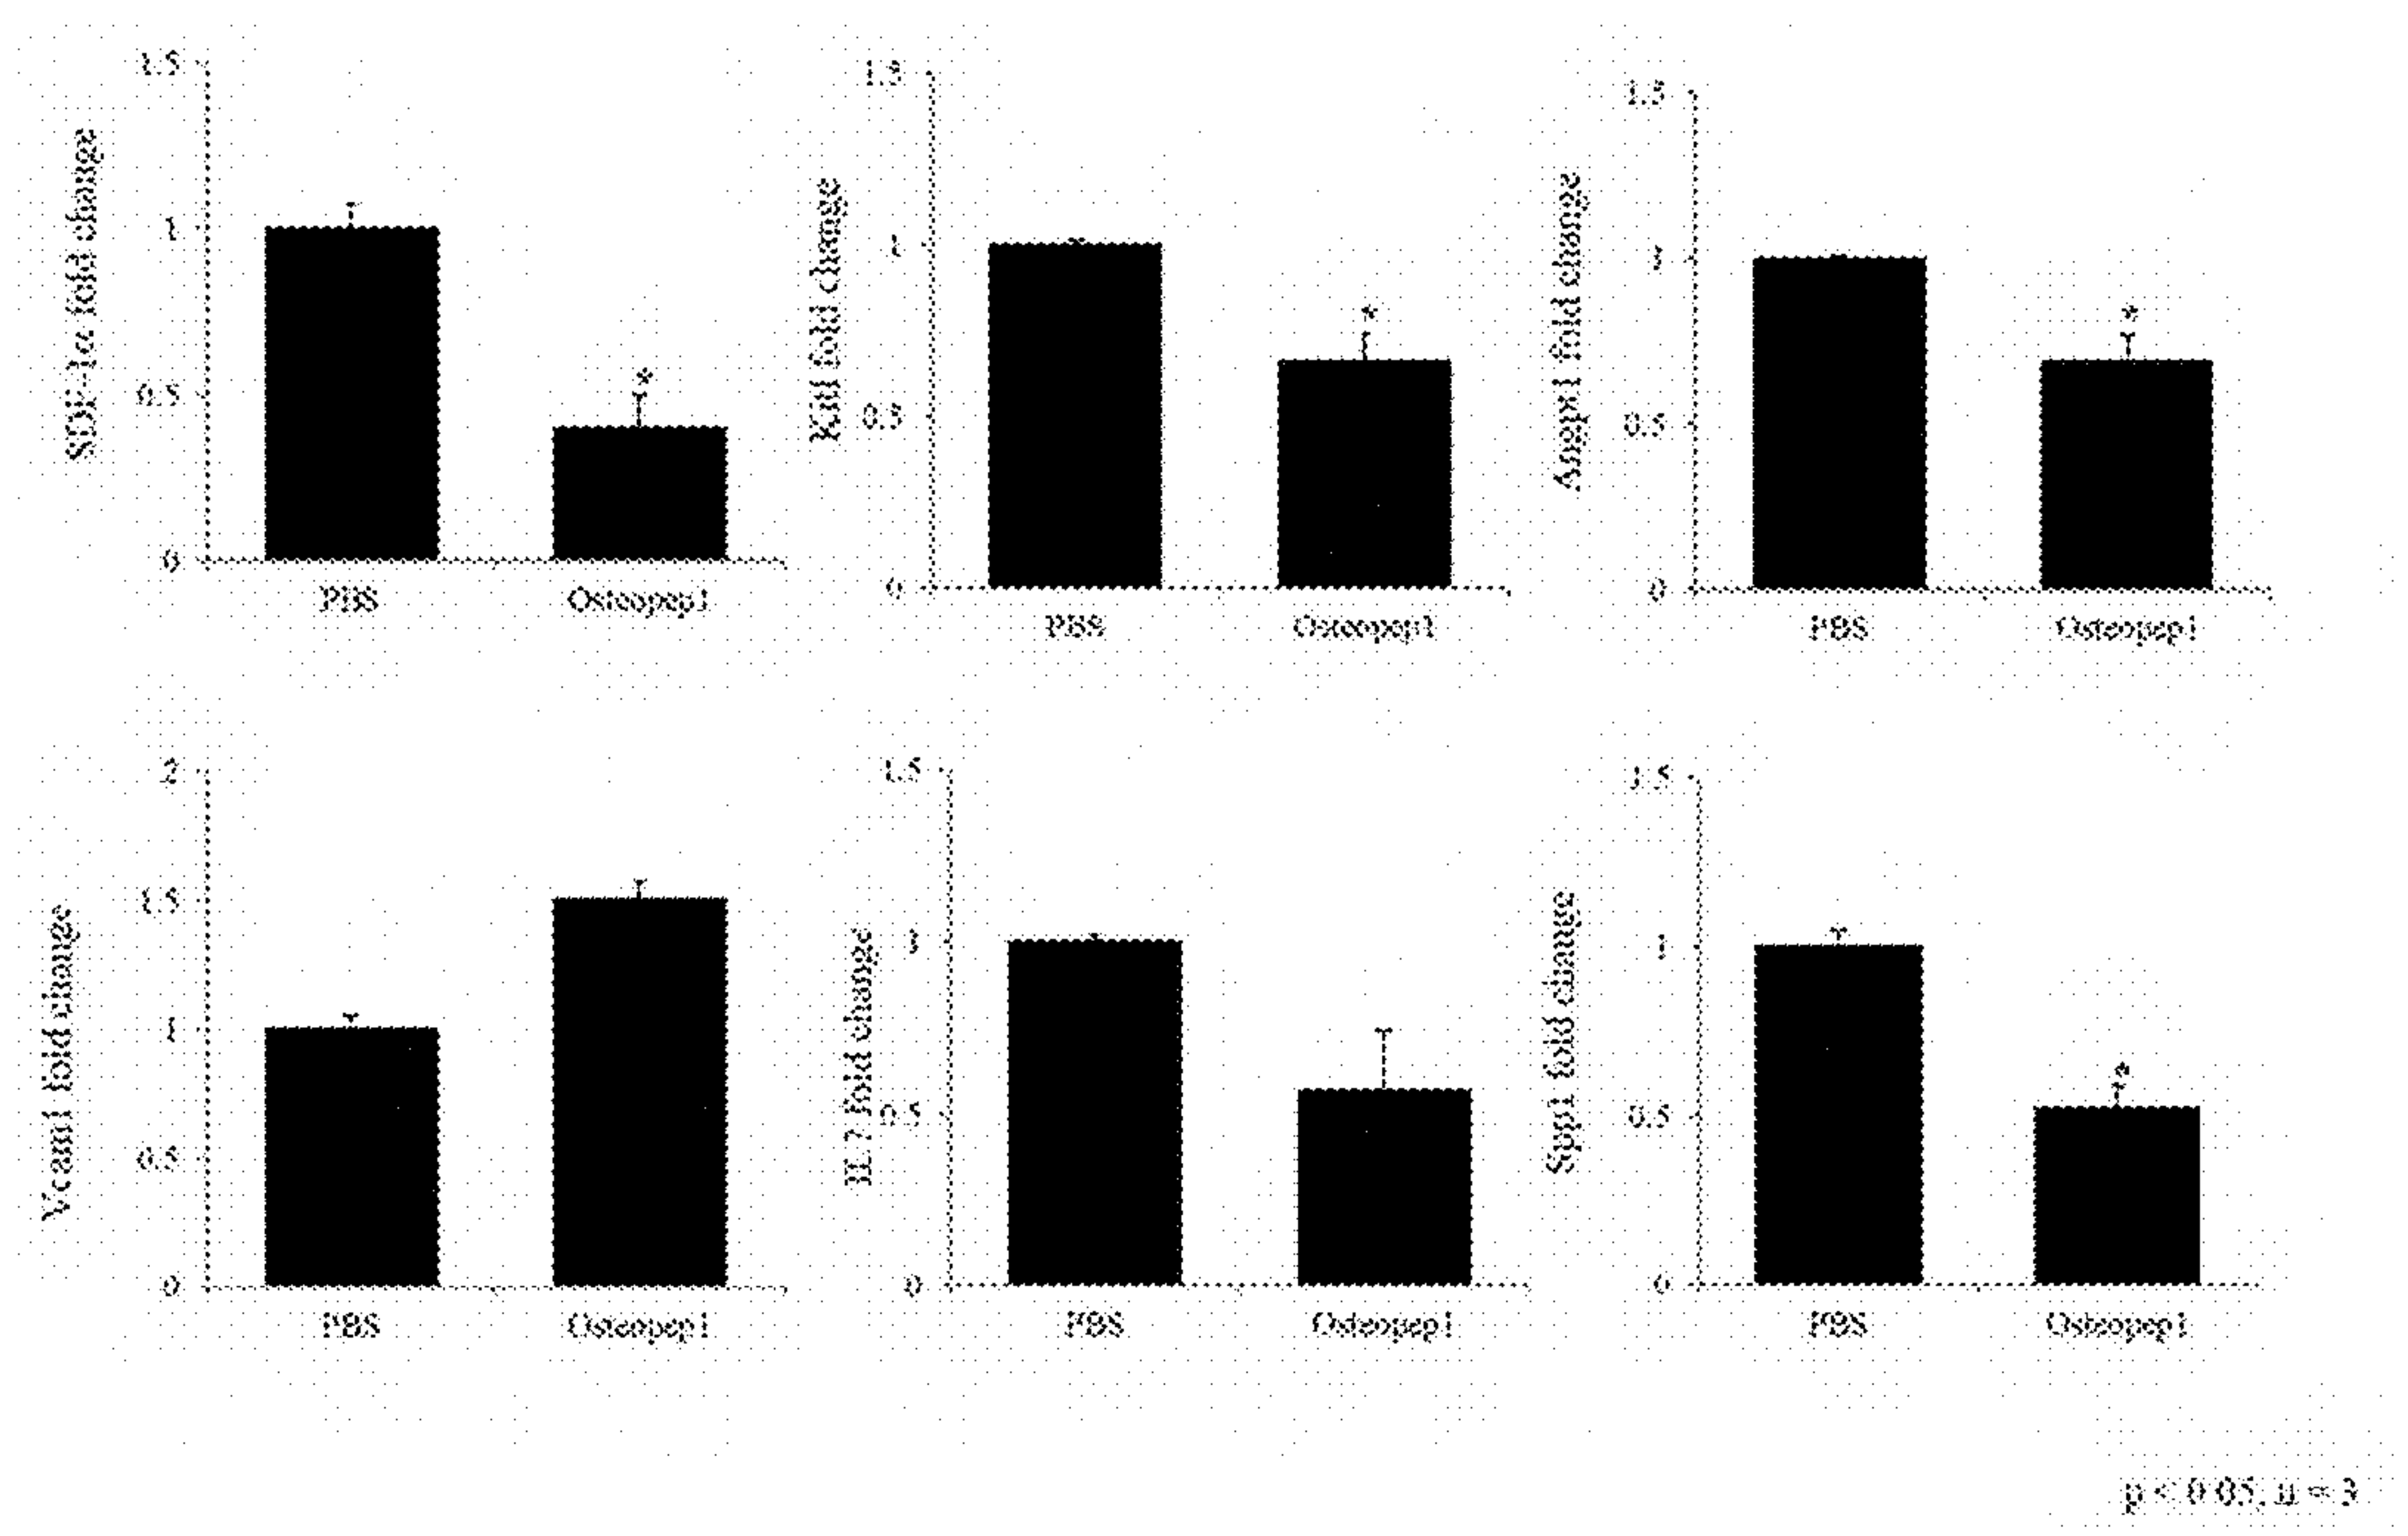 SDF-1α fold change
1.5
1
0.5
0
PBS
Osteopep1
fold change
1.5
1
0.5
0
PBS
Osteopep1
Angp1 fold change
1.5
1
0.5
0
PBS
Osteopep1
*
*
*
Vcam1 fold change
2
1.5
1
0.5
0
PBS
Osteopep1
IL7 fold change
1.5
1
0.5
0
PBS
Osteopep1
Spp1 fold change
1.5
1
0.5
0
PBS
Osteopep1
*
p < 0.05, n = 3